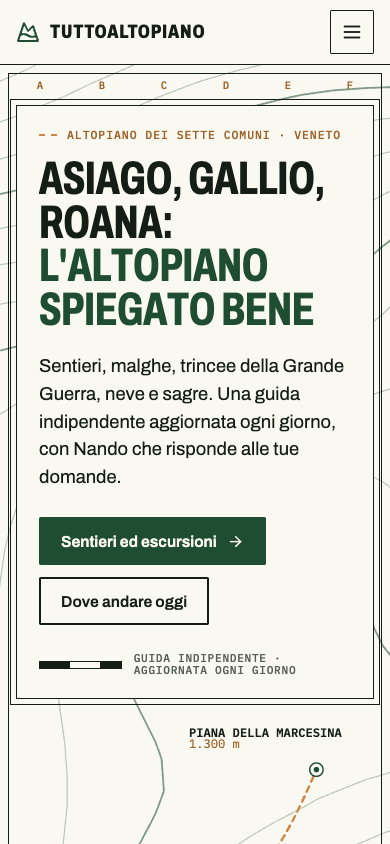 TUTTOALTOPIANO
A B C D E F
ALTOPIANO DEI SETTE COMUNI · VENETO
ASIAGO, GALLIO,
ROANA:
L'ALTOPIANO
SPIEGATO BENE
Sentieri, malghe, trincee della Grande
Guerra, neve e sagre. Una guida
indipendente aggiornata ogni giorno,
con Nando che risponde alle tue
domande.
Sentieri ed escursioni →
Dove andare oggi
GUIDA INDIPENDENTE ·
AGGIORNATA OGNI GIORNO
PIANA DELLA MARCESINA
1.300 m